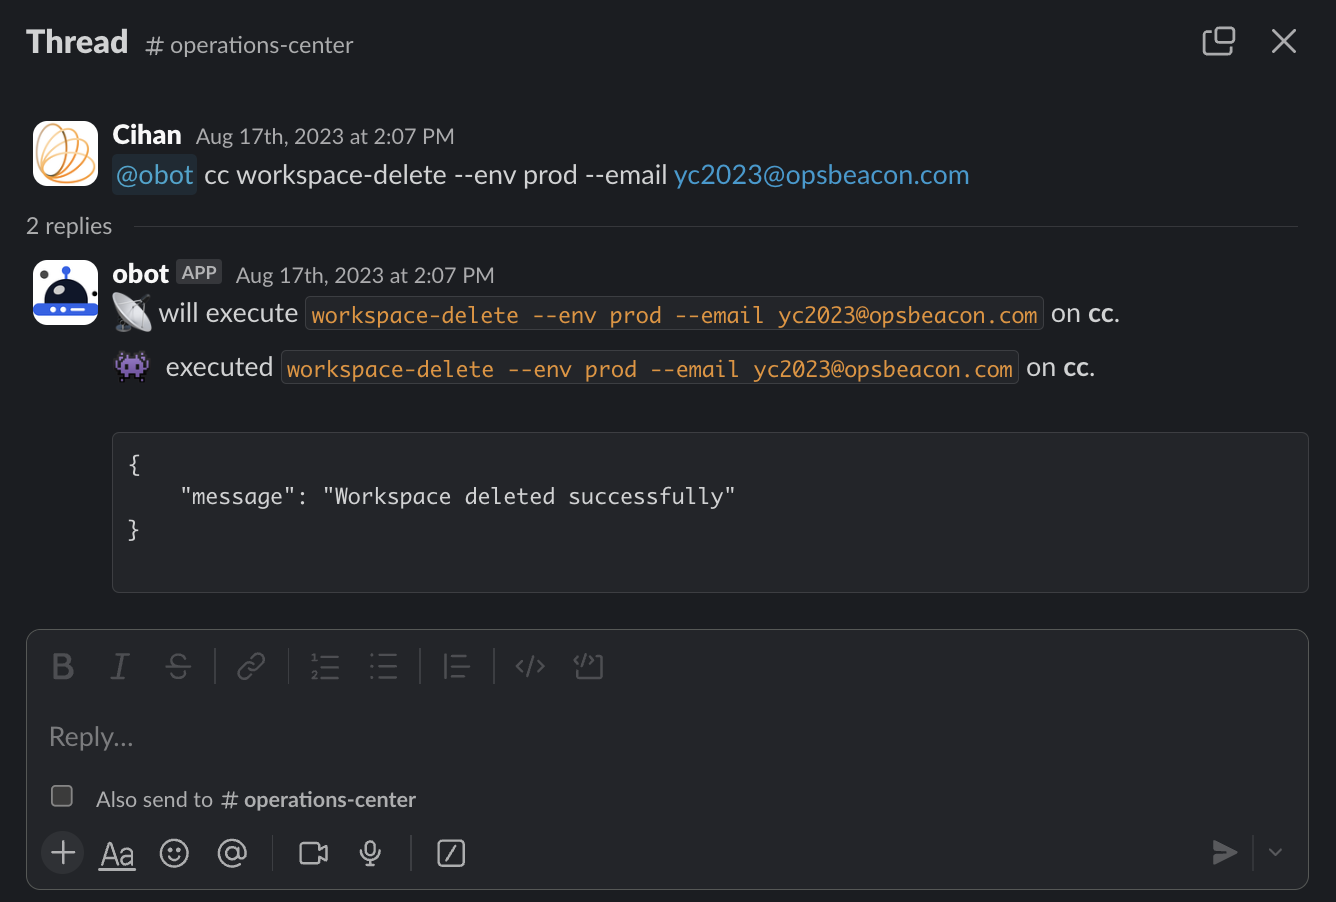 Thread # operations-center
Cihan Aug 17th, 2023 at 2:07 PM
@obot cc workspace-delete --env prod --email yc2023@opsbeacon.com
2 replies
obot APP Aug 17th, 2023 at 2:07 PM
will execute workspace-delete --env prod --email yc2023@opsbeacon.com on cc.
executed workspace-delete --env prod --email yc2023@opsbeacon.com on cc.
{
    "message": "Workspace deleted successfully"
}
Reply...
Also send to # operations-center
Aa